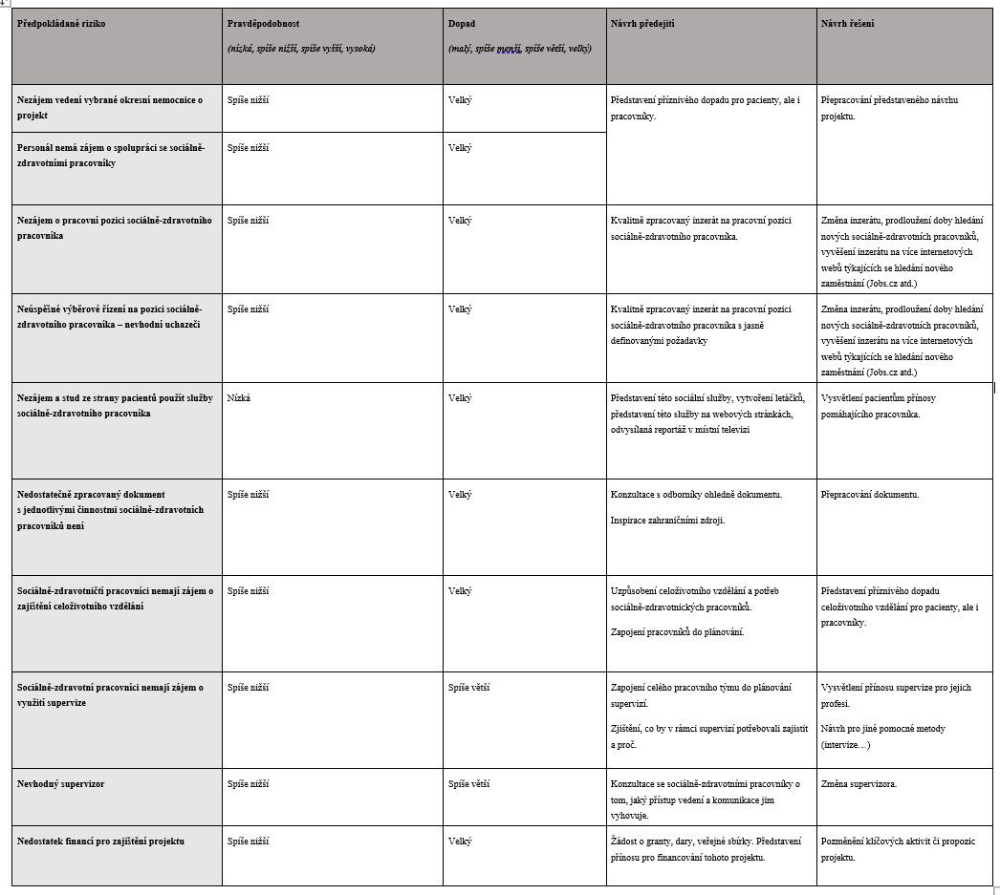 Předpokládané riziko
Pravděpodobnost
(nízká, spíše nižší, spíše vyšší, vysoká)
Dopad
(malý, spíše menší, spíše větší, velký)
Návrh předejití
Návrh řešení
Nezájem vedení vybrané okresní nemocnice o
projekt
Spíše nižší
Velký
Představení příznivého dopadu pro pacienty, ale i
pracovníky.
Přepracování představeného návrhu
projektu.
Personál nemá zájem o spolupráci se sociálně-
zdravotními pracovníky
Spíše nižší
Velký
Nezájem o pracovní pozici sociálně-zdravotního
pracovníka
Spíše nižší
Velký
Kvalitně zpracovaný inzerát na pracovní pozici
sociálně-zdravotního pracovníka.
Změna inzerátu, prodloužení doby hledání
nových sociálně-zdravotních pracovníků,
vyvěšení inzerátu na více internetových
webů týkajících se hledání nového
zaměstnání (Jobs.cz atd.)
Neúspěšné výběrové řízení na pozici sociálně-
zdravotního pracovníka – nevhodní uchazeči
Spíše nižší
Velký
Kvalitně zpracovaný inzerát na pracovní pozici
sociálně-zdravotního pracovníka s jasně
definovanými požadavky
Změna inzerátu, prodloužení doby hledání
nových sociálně-zdravotních pracovníků,
vyvěšení inzerátu na více internetových
webů týkajících se hledání nového
zaměstnání (Jobs.cz atd.)
Nezájem a stud ze strany pacientů použít služby
sociálně-zdravotního pracovníka
Nízká
Velký
Představení této sociální služby, vytvoření letáčků,
představení této služby na webových stránkách,
odvysílaná reportáž v místní televizi
Vysvětlení pacientům přínosy
pomáhajícího pracovníka.
Nedostatečně zpracovaný dokument
s jednotlivými činnostmi sociálně-zdravotních
pracovníků není
Spíše nižší
Velký
Konzultace s odborníky ohledně dokumentu.
Inspirace zahraničními zdroji.
Přepracování dokumentu.
Sociálně-zdravotničtí pracovníci nemají zájem o
zajištění celoživotního vzdělání
Spíše nižší
Velký
Uzpůsobení celoživotního vzdělání a potřeb
sociálně-zdravotnických pracovníků.
Zapojení pracovníků do plánování.
Představení příznivého dopadu
celoživotního vzdělání pro pacienty, ale i
pracovníky.
Sociálně-zdravotní pracovníci nemají zájem o
využití supervize
Spíše nižší
Spíše větší
Zapojení celého pracovního týmu do plánování
supervizí.
Zjištění, co by v rámci supervizí potřebovali zajistit
a proč.
Vysvětlení přínosu supervize pro jejich
profesi.
Návrh pro jiné pomocné metody
(intervize…)
Nevhodný supervizor
Spíše nižší
Spíše větší
Konzultace se sociálně-zdravotními pracovníky o
tom, jaký přístup vedení a komunikace jim
vyhovuje.
Změna supervizora.
Nedostatek financí pro zajištění projektu
Spíše nižší
Velký
Žádost o granty, dary, veřejné sbírky. Představení
přínosu pro financování tohoto projektu.
Pozměnění klíčových aktivit či propozic
projektu.